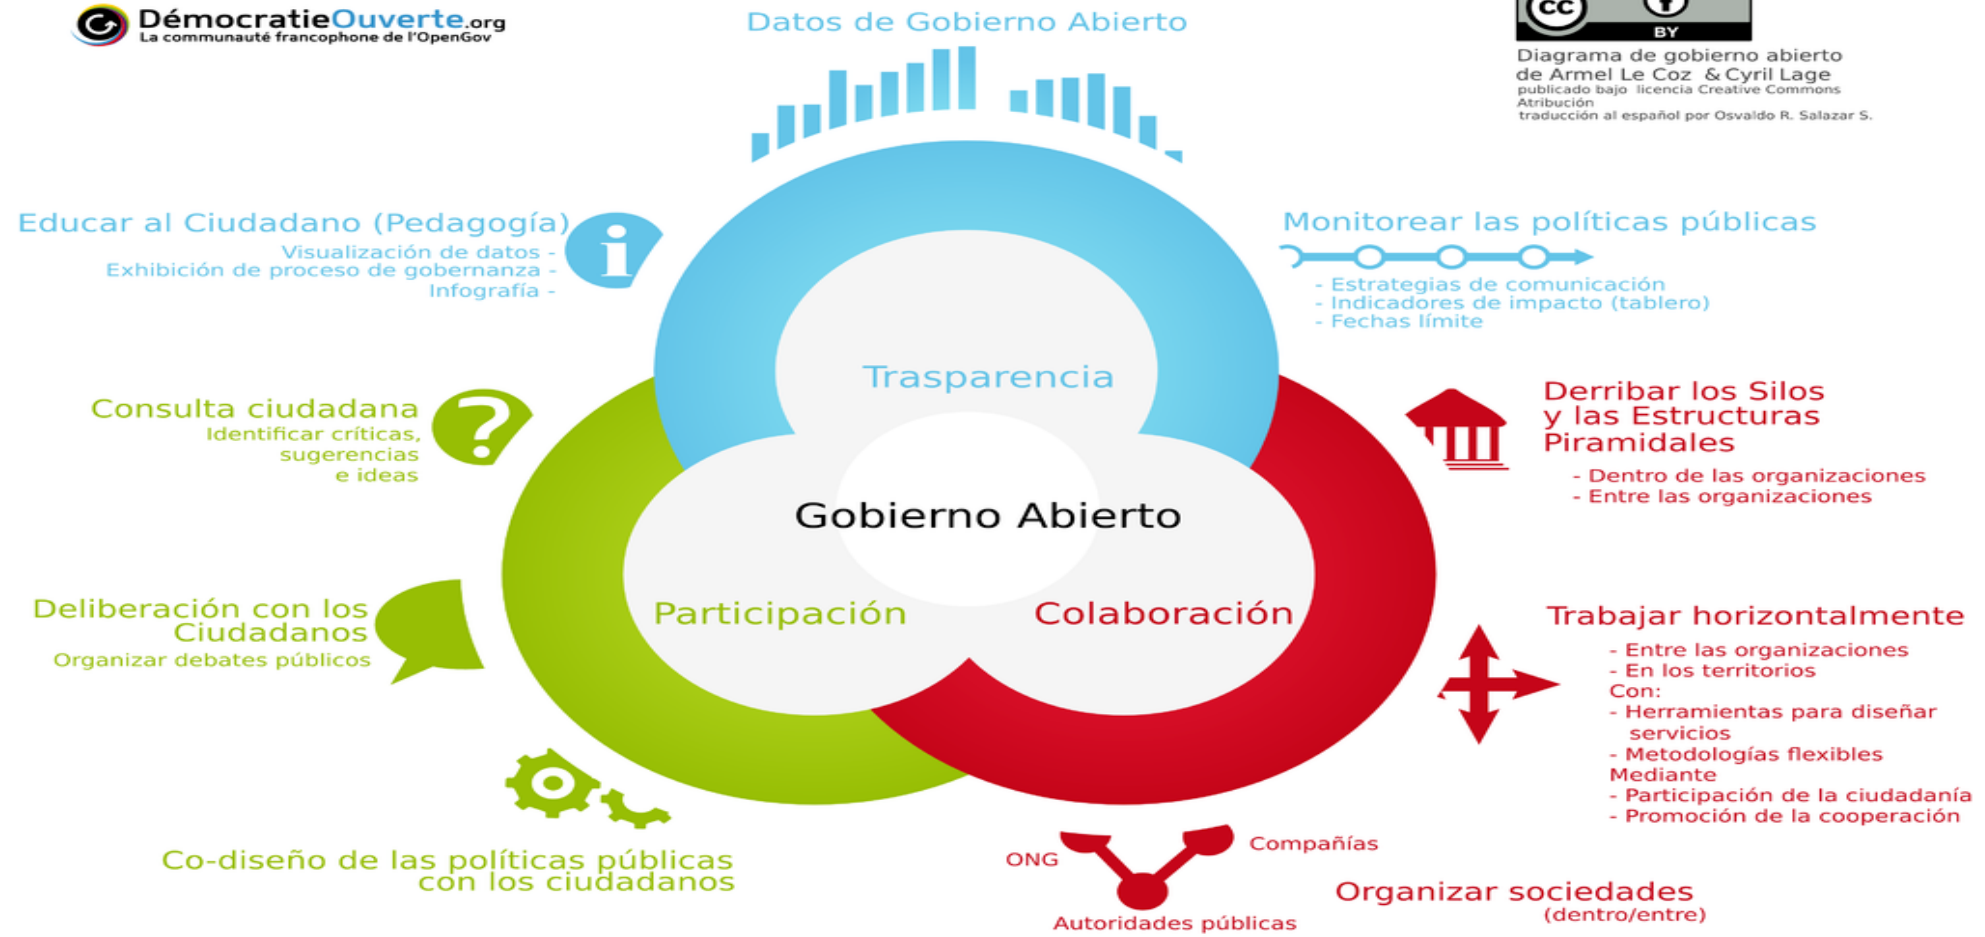 DémocratieOuverte.org
La communauté francophone de l'OpenGov
Datos de Gobierno Abierto
cc
BY
Diagrama de gobierno abierto
de Armel Le Coz & Cyril Lage
publicado bajo licencia Creative Commons
Atribución
traducción al español por Osvaldo R. Salazar S.
Educar al Ciudadano (Pedagogía)
Visualización de datos -
Exhibición de proceso de gobernanza -
Infografía -
i
Monitorear las políticas públicas
- Estrategias de comunicación
- Indicadores de impacto (tablero)
- Fechas límite
Trasparencia
Consulta ciudadana
Identificar críticas,
sugerencias
e ideas
?
Derribar los Silos
y las Estructuras
Piramidales
- Dentro de las organizaciones
- Entre las organizaciones
Gobierno Abierto
Participación
Colaboración
Deliberación con los
Ciudadanos
Organizar debates públicos
Trabajar horizontalmente
- Entre las organizaciones
- En los territorios
Con:
- Herramientas para diseñar
servicios
- Metodologías flexibles
Mediante
- Participación de la ciudadanía
- Promoción de la cooperación
Co-diseño de las políticas públicas
con los ciudadanos
ONG
Compañías
Autoridades públicas
Organizar sociedades
(dentro/entre)